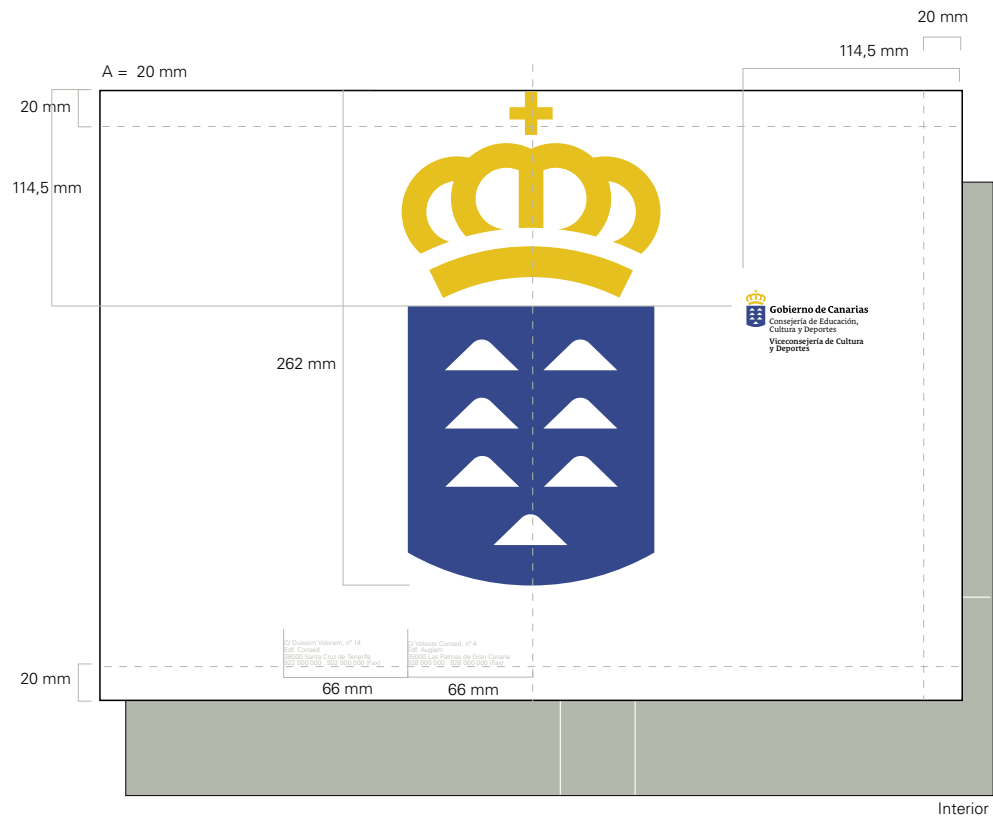 20 mm
114,5 mm
A = 20 mm
20 mm
114,5 mm
Gobierno de Canarias
Consejería de Educación,
Cultura y Deportes
Viceconsejería de Cultura
y Deportes
262 mm
C/ Duissim Volorem, nº 14
Edf. Consed
38000 Santa Cruz de Tenerife
922 000 000 . 922 000 000 (Fax)
C/ Volesto Consed, nº 4
Edf. Augaim
35000 Las Palmas de Gran Canaria
928 000 000 . 928 000 000 (Fax)
20 mm
66 mm
66 mm
Interior